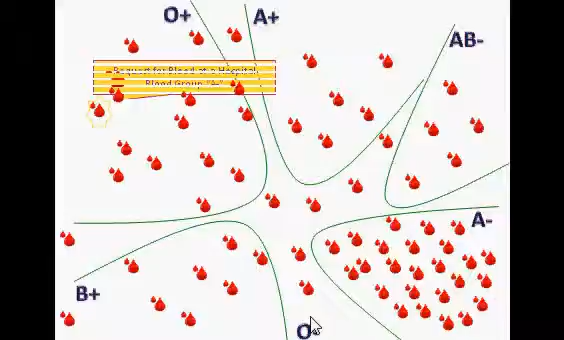 O+
A+
AB-
Request for Blood at a Hospital
Blood Group "A-"
A-
B+
O-